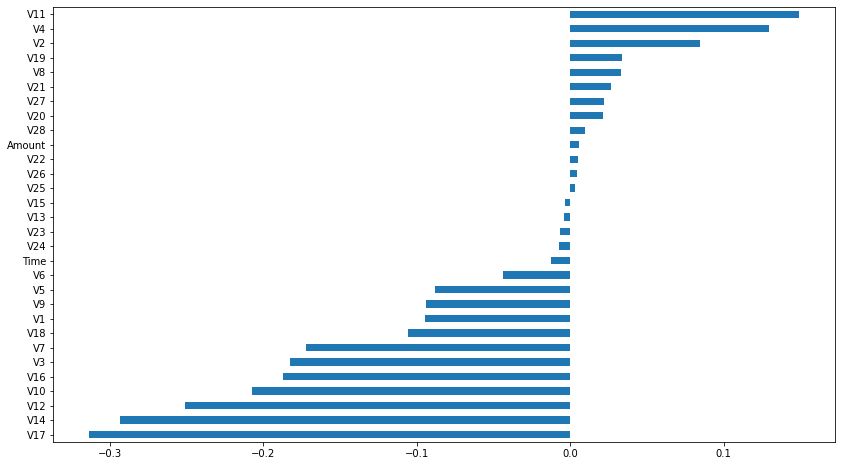 V11
V4
V2
V19
V8
V21
V27
V20
V28
Amount
V22
V26
V25
V15
V13
V23
V24
Time
V6
V5
V9
V1
V18
V7
V3
V16
V10
V12
V14
V17
−0.3 −0.2 −0.1 0.0 0.1